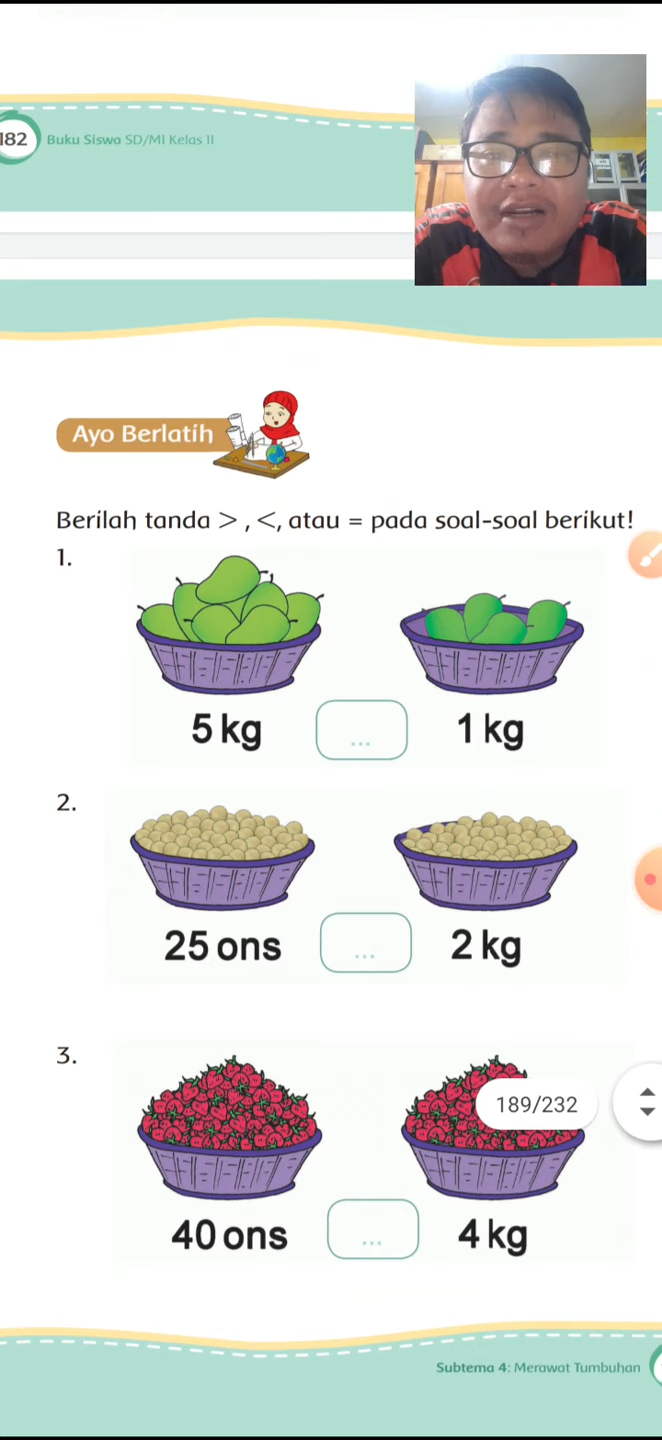 182
Buku Siswa SD/MI Kelas II
Ayo Berlatih
Berilah tanda > , <, atau = pada soal-soal berikut!
1.
5 kg ... 1 kg
2.
25 ons ... 2 kg
3.
189/232
40 ons ... 4 kg
Subtema 4: Merawat Tumbuhan